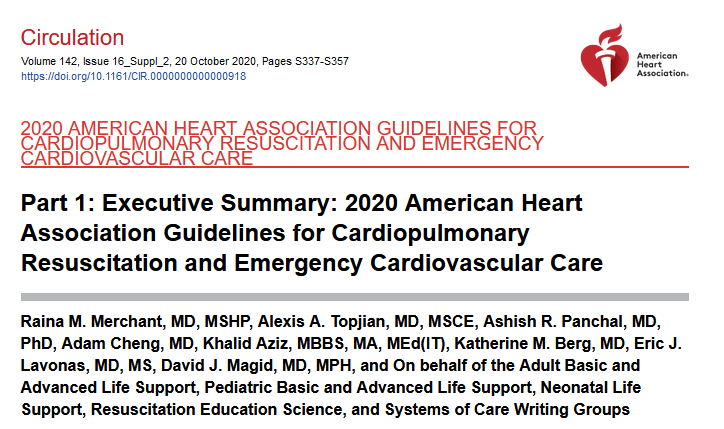 Circulation
Volume 142, Issue 16_Suppl_2, 20 October 2020, Pages S337-S357
https://doi.org/10.1161/CIR.0000000000000918
American
Heart
Association®
2020 AMERICAN HEART ASSOCIATION GUIDELINES FOR
CARDIOPULMONARY RESUSCITATION AND EMERGENCY
CARDIOVASCULAR CARE
Part 1: Executive Summary: 2020 American Heart
Association Guidelines for Cardiopulmonary
Resuscitation and Emergency Cardiovascular Care
Raina M. Merchant, MD, MSHP, Alexis A. Topjian, MD, MSCE, Ashish R. Panchal, MD,
PhD, Adam Cheng, MD, Khalid Aziz, MBBS, MA, MEd(IT), Katherine M. Berg, MD, Eric J.
Lavonas, MD, MS, David J. Magid, MD, MPH, and On behalf of the Adult Basic and
Advanced Life Support, Pediatric Basic and Advanced Life Support, Neonatal Life
Support, Resuscitation Education Science, and Systems of Care Writing Groups